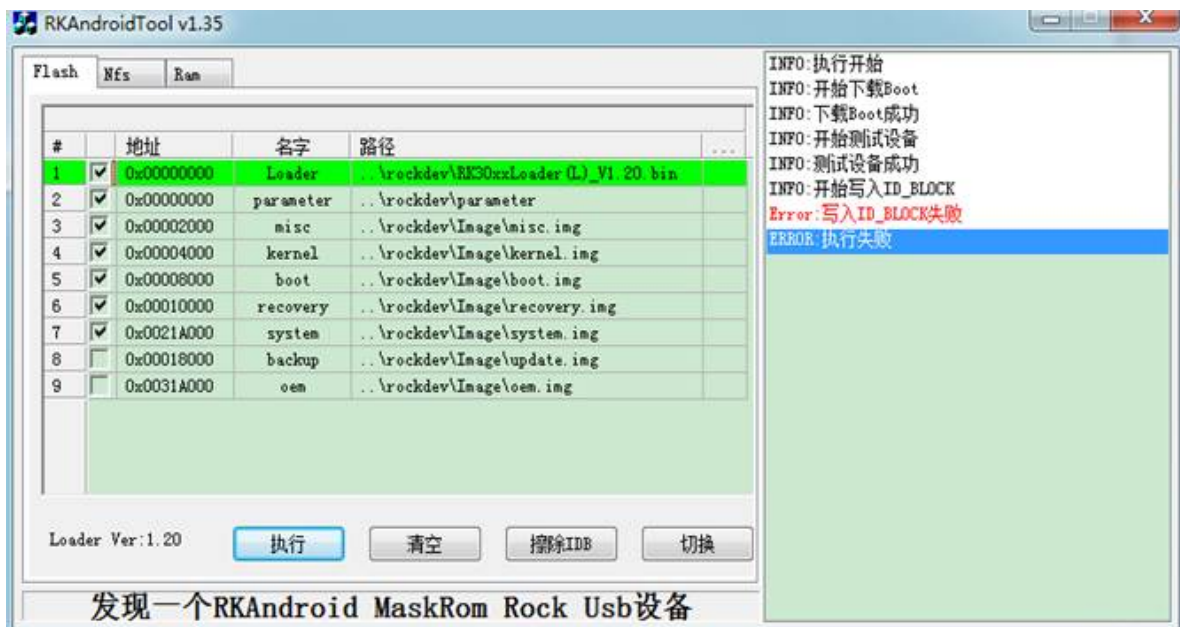 RKAndroidTool v1.35
Flash Nfs Ram
# 地址 名字 路径 ...
1 0x00000000 Loader ..\rockdev\RK30xxLoader(L)_V1.20.bin
2 0x00000000 parameter ..\rockdev\parameter
3 0x00002000 misc ..\rockdev\Image\misc.img
4 0x00004000 kernel ..\rockdev\Image\kernel.img
5 0x00008000 boot ..\rockdev\Image\boot.img
6 0x00010000 recovery ..\rockdev\Image\recovery.img
7 0x0021A000 system ..\rockdev\Image\system.img
8 0x00018000 backup ..\rockdev\Image\update.img
9 0x0031A000 oem ..\rockdev\Image\oem.img
Loader Ver:1.20 执行 清空 擦除IDB 切换
发现一个RKAndroid MaskRom Rock Usb设备
INFO:执行开始
INFO:开始下载Boot
INFO:下载Boot成功
INFO:开始测试设备
INFO:测试设备成功
INFO:开始写入ID_BLOCK
Error:写入ID_BLOCK失败
ERROR:执行失败